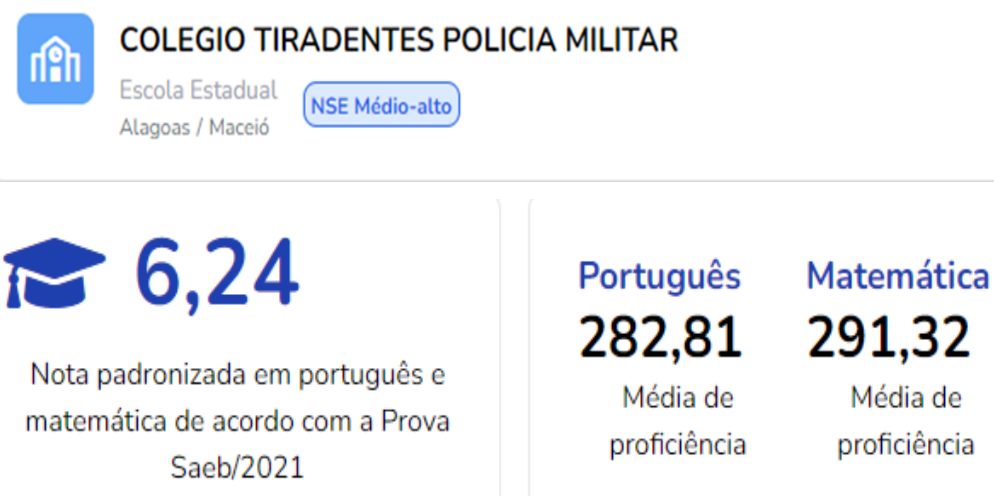 COLEGIO TIRADENTES POLICIA MILITAR
Escola Estadual
NSE Médio-alto
Alagoas / Maceió
6,24
Nota padronizada em português e
matemática de acordo com a Prova
Saeb/2021
Português
282,81
Média de
proficiência
Matemática
291,32
Média de
proficiência